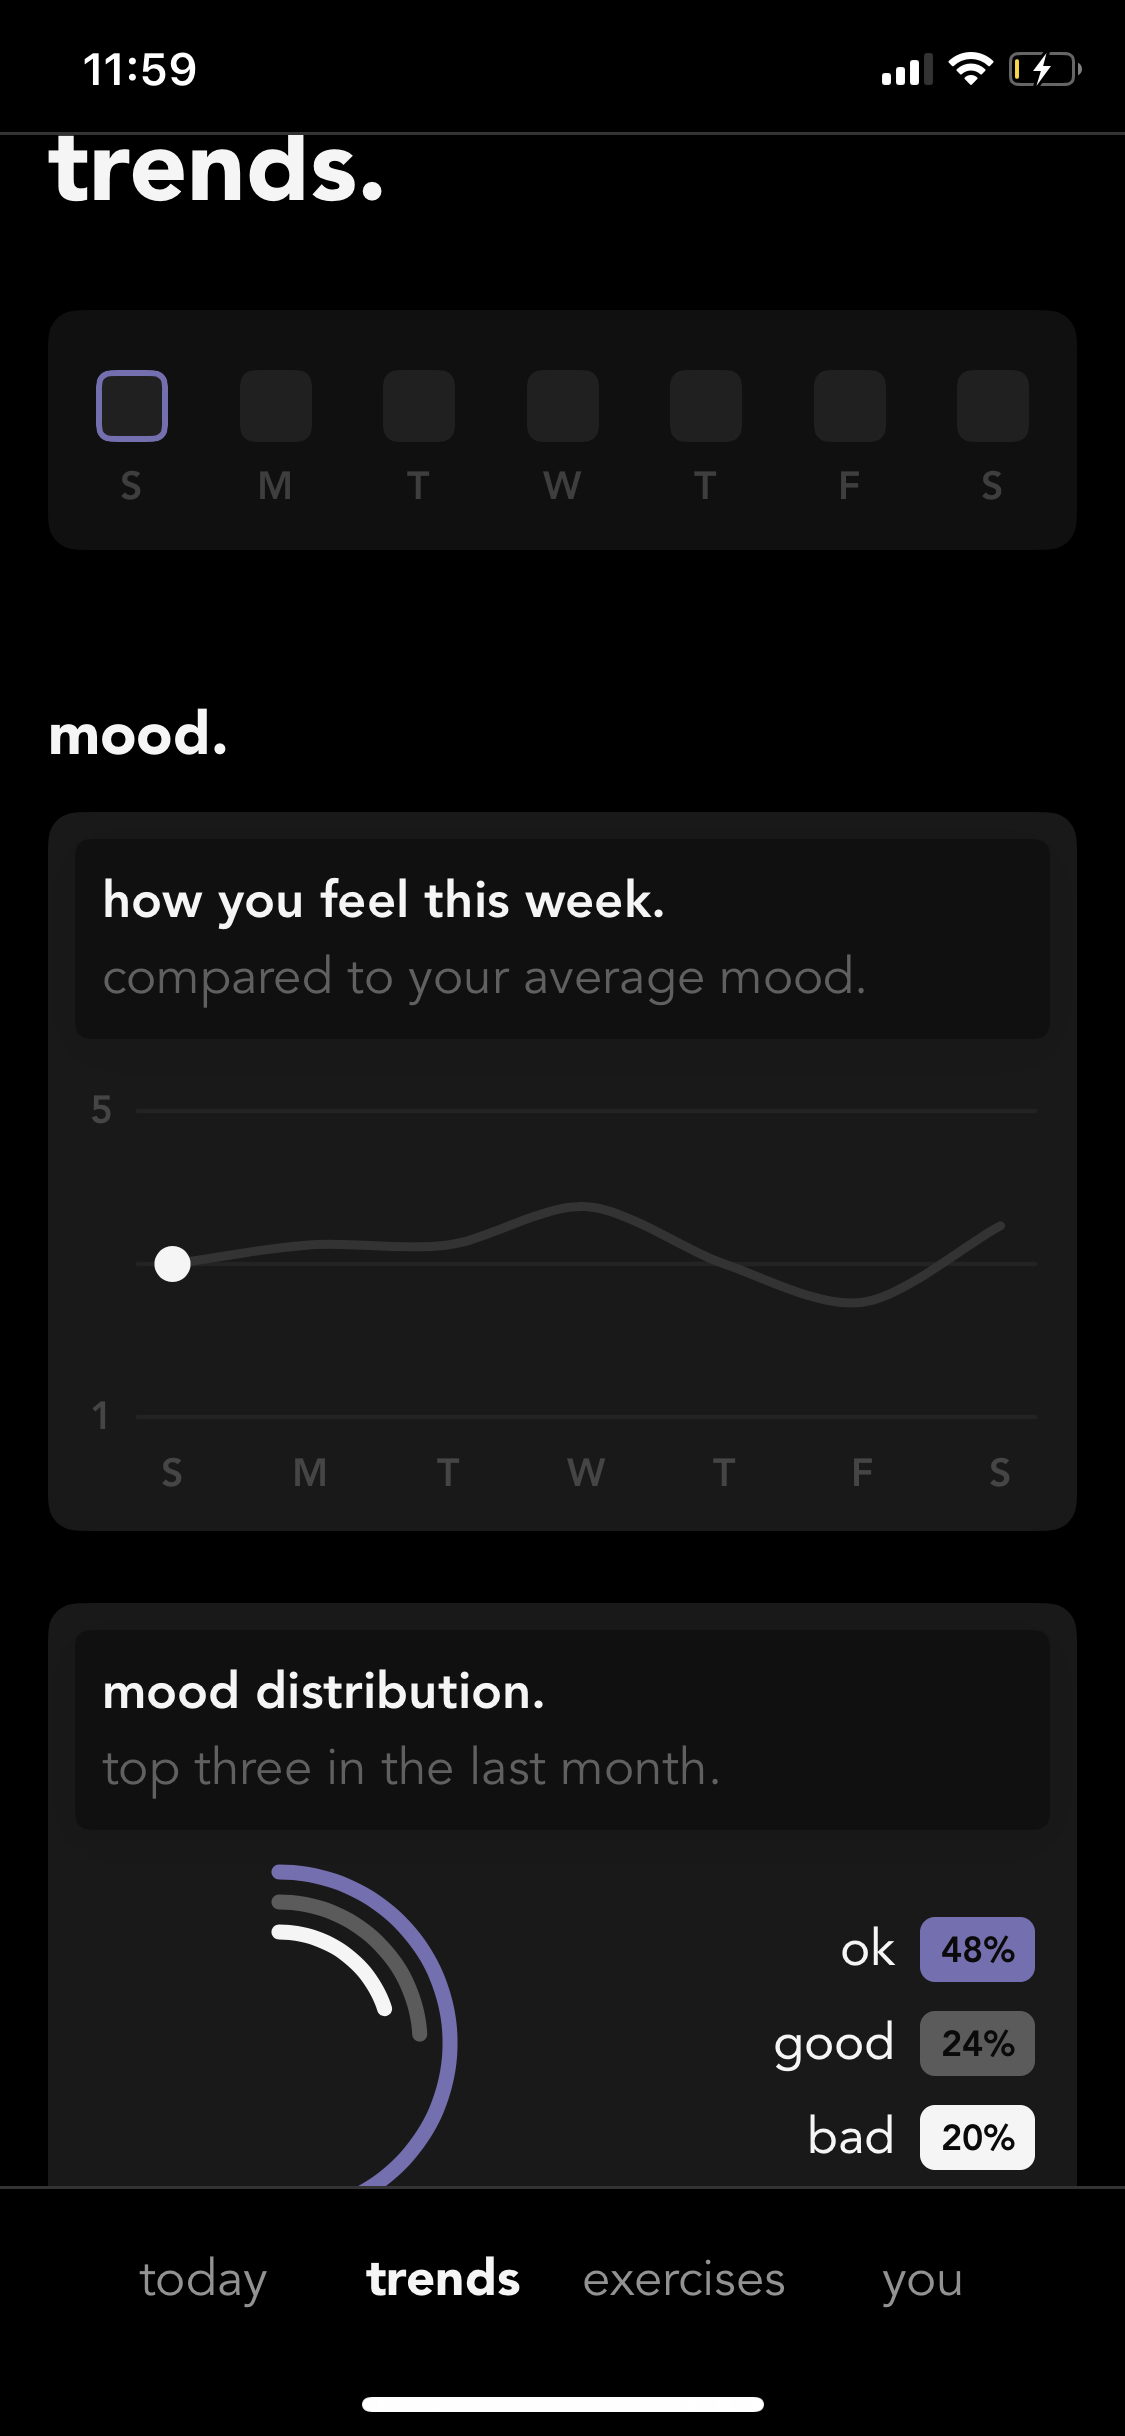 11:59
trends.
S M T W T F S
mood.
how you feel this week.
compared to your average mood.
5
1
S M T W T F S
mood distribution.
top three in the last month.
ok 48%
good 24%
bad 20%
today trends exercises you